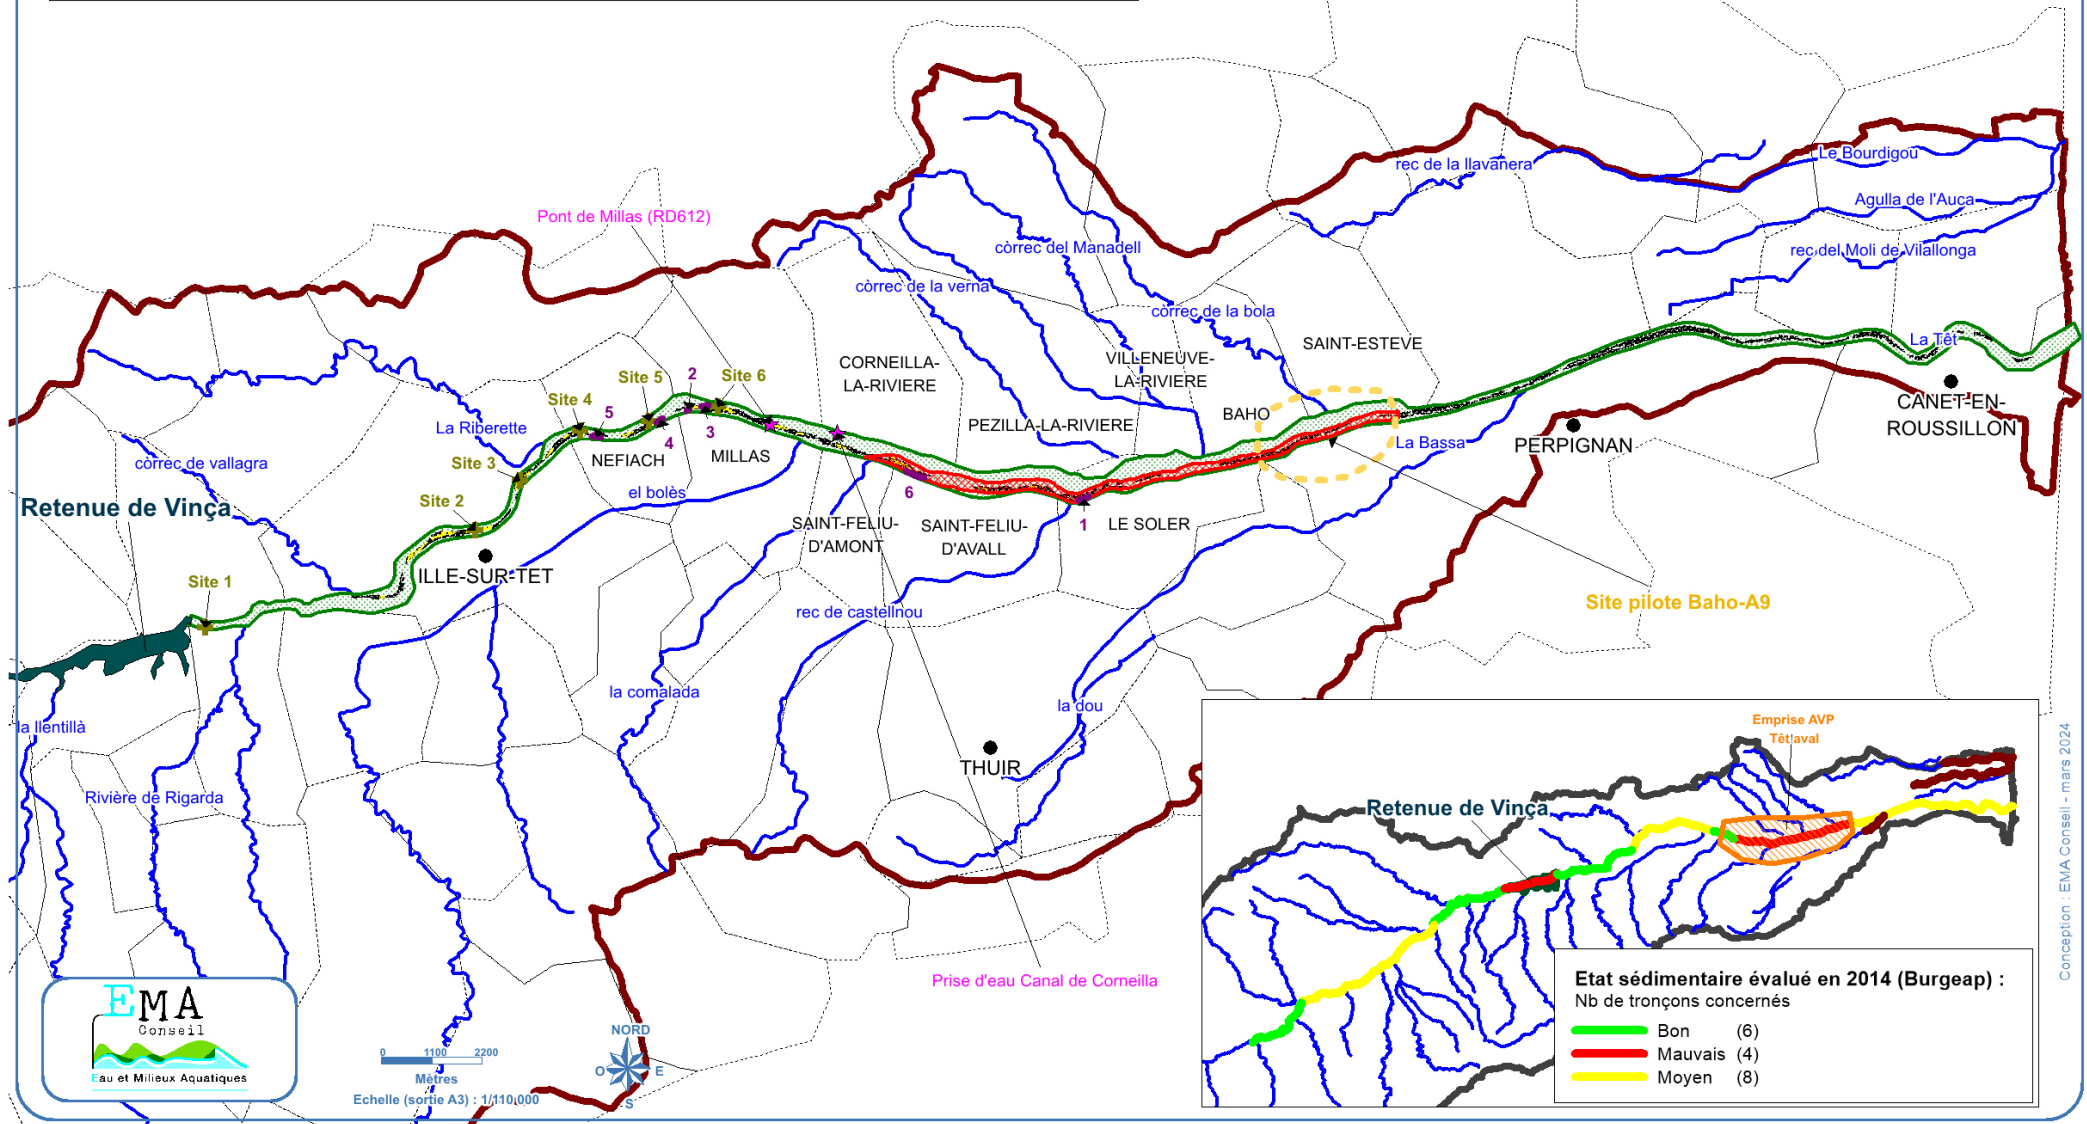 Pont de Millas (RD612)
rec de la llavanera
Le Bourdigou
Agulla de l'Auca
rec del Moli de Vilallonga
còrrec del Manadell
còrrec de la verna
còrrec de la bola
SAINT-ESTEVE
La Têt
CORNEILLA-
LA-RIVIERE
VILLENEUVE-
LA-RIVIERE
Site 5
2
Site 6
Site 4
5
La Riberette
4
3
NEFIACH
MILLAS
PEZILLA-LA-RIVIERE
BAHO
La Bassa
PERPIGNAN
CANET-EN-
ROUSSILLON
còrrec de vallagra
Site 3
Site 2
el bolès
6
Retenue de Vinça
SAINT-FELIU-
D'AMONT
SAINT-FELIU-
D'AVALL
1
LE SOLER
Site 1
ILLE-SUR-TET
rec de castellnou
Site pilote Baho-A9
la comalada
la dou
la llentillà
THUIR
Rivière de Rigarda
Prise d'eau Canal de Corneilla
Emprise AVP
Têt aval
Retenue de Vinça
Etat sédimentaire évalué en 2014 (Burgeap) :
Nb de tronçons concernés
Bon (6)
Mauvais (4)
Moyen (8)
Conception : EMA Conseil - mars 2024
EMA
Conseil
Eau et Milieux Aquatiques
0 1100 2200
Mètres
Echelle (sortie A3) : 1/110 000
NORD
O E
S